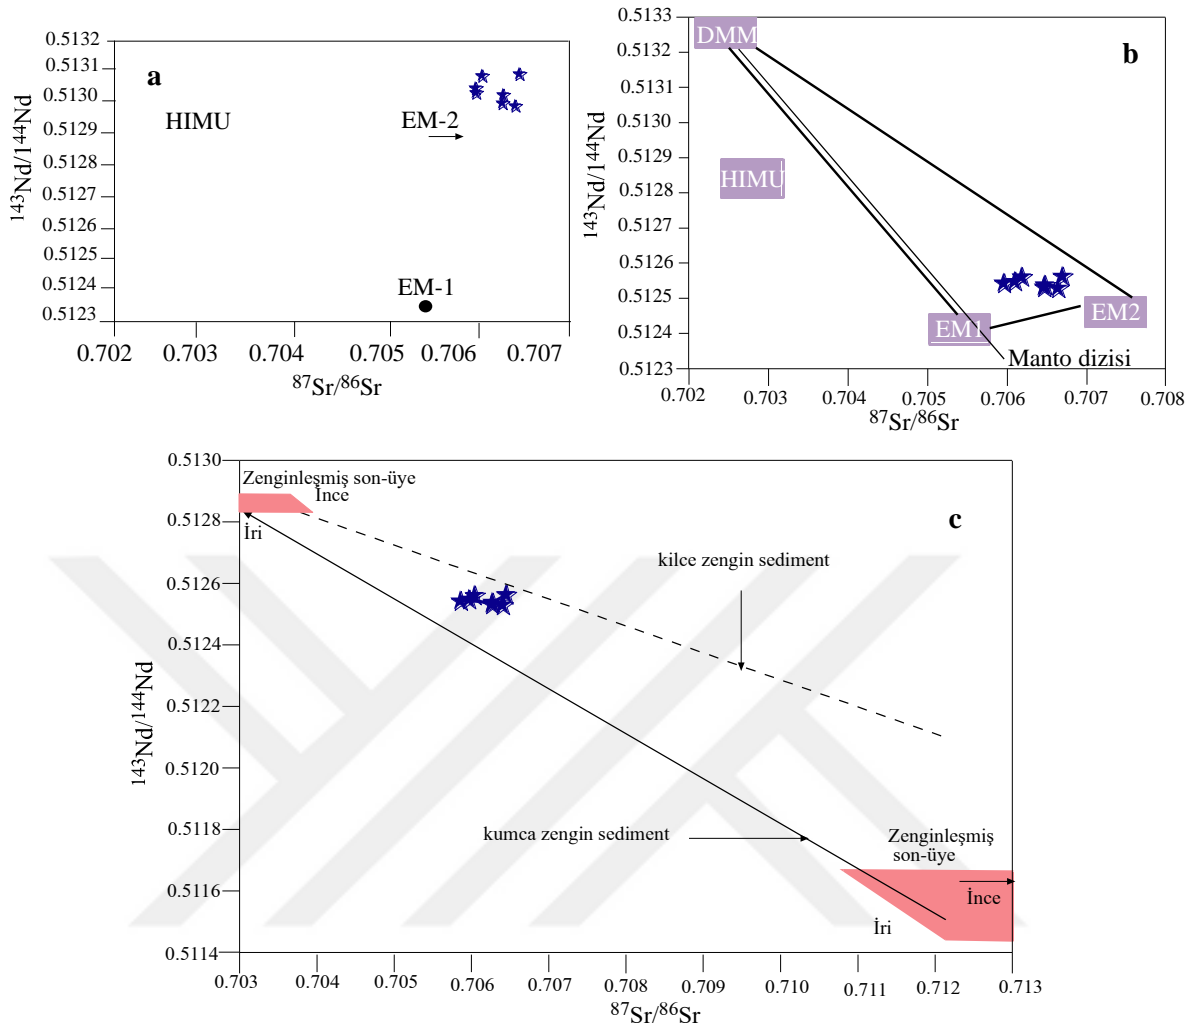 a
0.5132
0.5131
0.5130
0.5129
0.5128
0.5127
0.5126
0.5125
0.5124
0.5123
143Nd/144Nd
HIMU
EM-2
EM-1
0.702
0.703
0.704
0.705
0.706
0.707
87Sr/86Sr
b
0.5133
0.5132
0.5131
0.5130
0.5129
0.5128
0.5127
0.5126
0.5125
0.5124
0.5123
143Nd/144Nd
DMM
HIMU
EM1
EM2
Manto dizisi
0.702
0.703
0.704
0.705
0.706
0.707
0.708
87Sr/86Sr
c
0.5130
0.5128
0.5126
0.5124
0.5122
0.5120
0.5118
0.5116
0.5114
143Nd/144Nd
Zenginleşmiş son-üye
İnce
İri
kilce zengin sediment
kumca zengin sediment
Zenginleşmiş
son-üye
İnce
İri
0.703
0.704
0.705
0.706
0.707
0.708
0.709
0.710
0.711
0.712
0.713
87Sr/86Sr